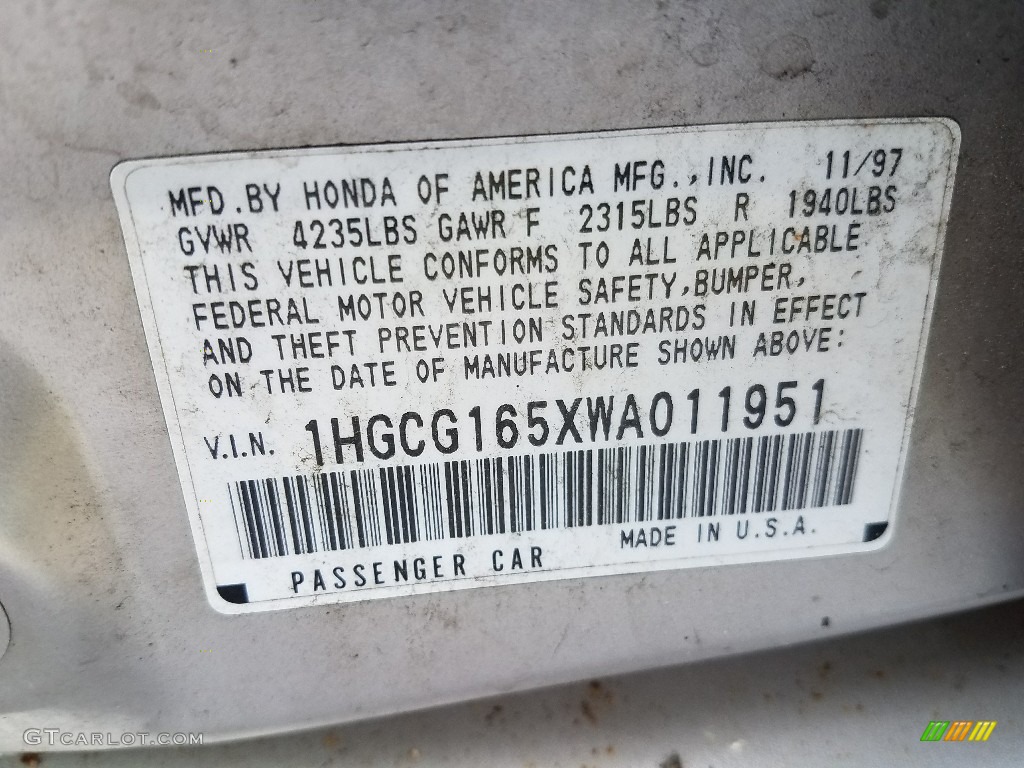 MFD.BY HONDA OF AMERICA MFG.,INC. 11/97
GVWR 4235LBS GAWR F 2315LBS R 1940LBS
THIS VEHICLE CONFORMS TO ALL APPLICABLE
FEDERAL MOTOR VEHICLE SAFETY,BUMPER,
AND THEFT PREVENTION STANDARDS IN EFFECT
ON THE DATE OF MANUFACTURE SHOWN ABOVE:
V.I.N. 1HGCG165XWA011951
PASSENGER CAR MADE IN U.S.A.
GTCARLOT.COM